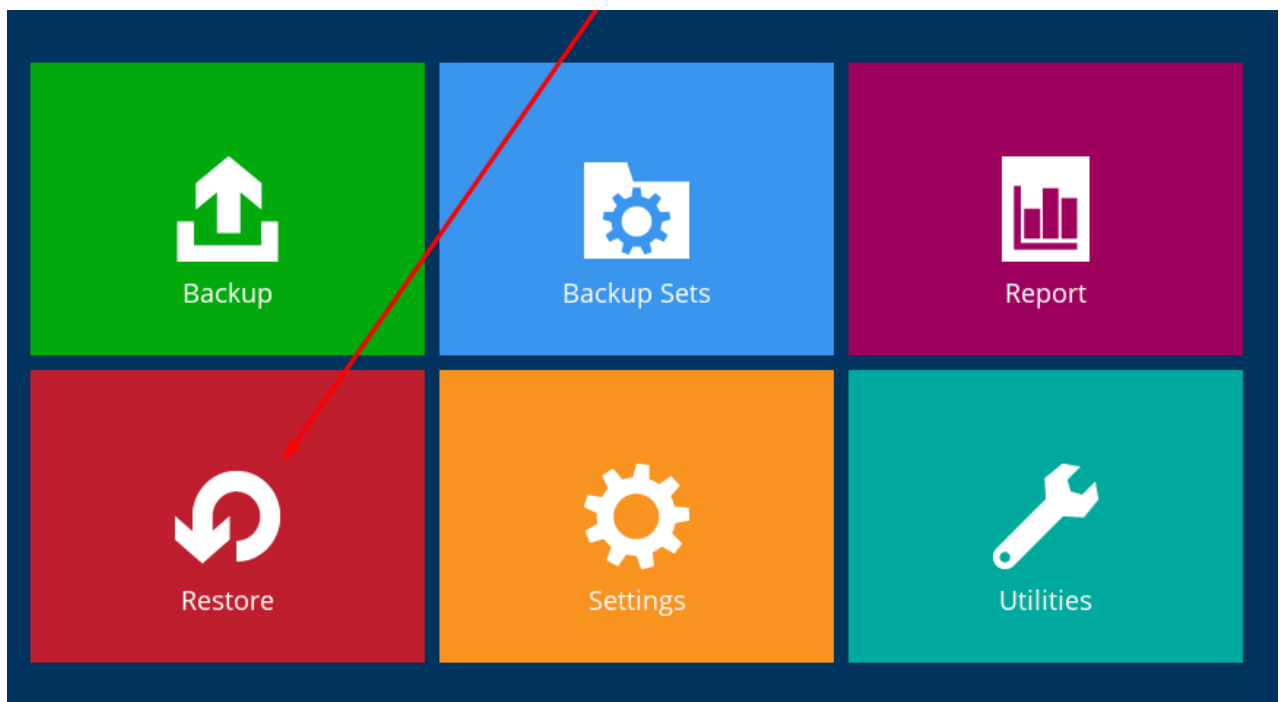 Backup
Backup Sets
Report
Restore
Settings
Utilities